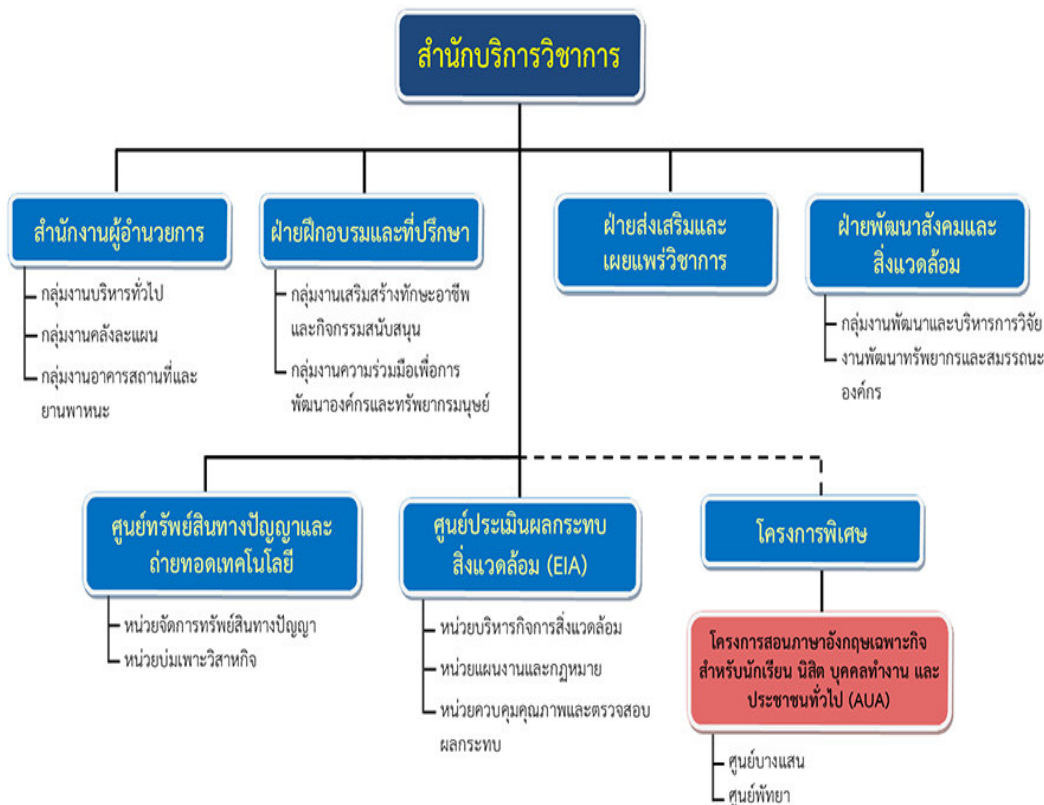 สำนักบริการวิชาการ
สำนักงานผู้อำนวยการ
กลุ่มงานบริหารทั่วไป
กลุ่มงานคลังละแผน
กลุ่มงานอาคารสถานที่และ
ยานพาหนะ
ฝ่ายฝึกอบรมและที่ปรึกษา
กลุ่มงานเสริมสร้างทักษะอาชีพ
และกิจกรรมสนับสนุน
กลุ่มงานความร่วมมือเพื่อการ
พัฒนาองค์กรและทรัพยากรมนุษย์
ฝ่ายส่งเสริมและ
เผยแพร่วิชาการ
ฝ่ายพัฒนาสังคมและ
สิ่งแวดล้อม
กลุ่มงานพัฒนาและบริหารการวิจัย
งานพัฒนาทรัพยากรและสมรรถนะ
องค์กร
ศูนย์ทรัพย์สินทางปัญญาและ
ถ่ายทอดเทคโนโลยี
หน่วยจัดการทรัพย์สินทางปัญญา
หน่วยบ่มเพาะวิสาหกิจ
ศูนย์ประเมินผลกระทบ
สิ่งแวดล้อม (EIA)
หน่วยบริหารกิจการสิ่งแวดล้อม
หน่วยแผนงานและกฎหมาย
หน่วยควบคุมคุณภาพและตรวจสอบ
ผลกระทบ
โครงการพิเศษ
โครงการสอนภาษาอังกฤษเฉพาะกิจ
สำหรับนักเรียน นิสิต บุคคลทำงาน และ
ประชาชนทั่วไป (AUA)
ศูนย์บางแสน
ศูนย์พัทยา